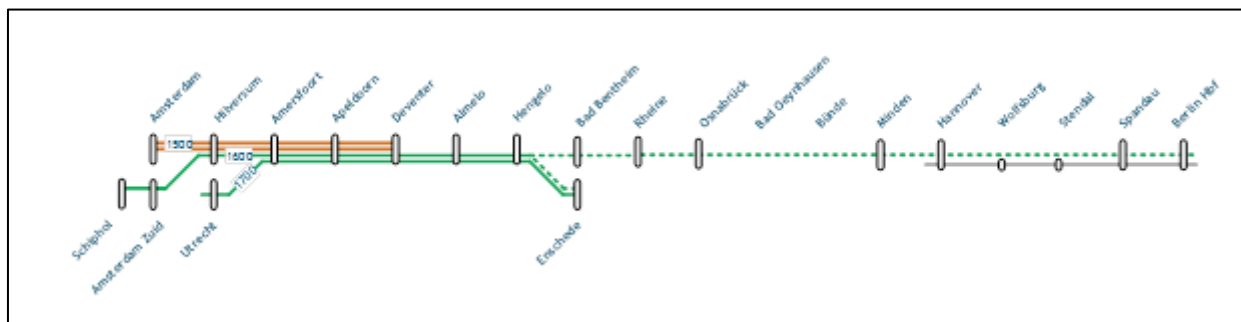 Amsterdam
Hilversum
Amersfoort
Apeldoorn
Deventer
Almelo
Hengelo
Bad Bentheim
Rheine
Osnabrück
Bad Oeynhausen
Bünde
Minden
Hannover
Wolfsburg
Stendal
Spandau
Berlin Hbf
1500
1600
1700
Schiphol
Amsterdam Zuid
Utrecht
Enschede